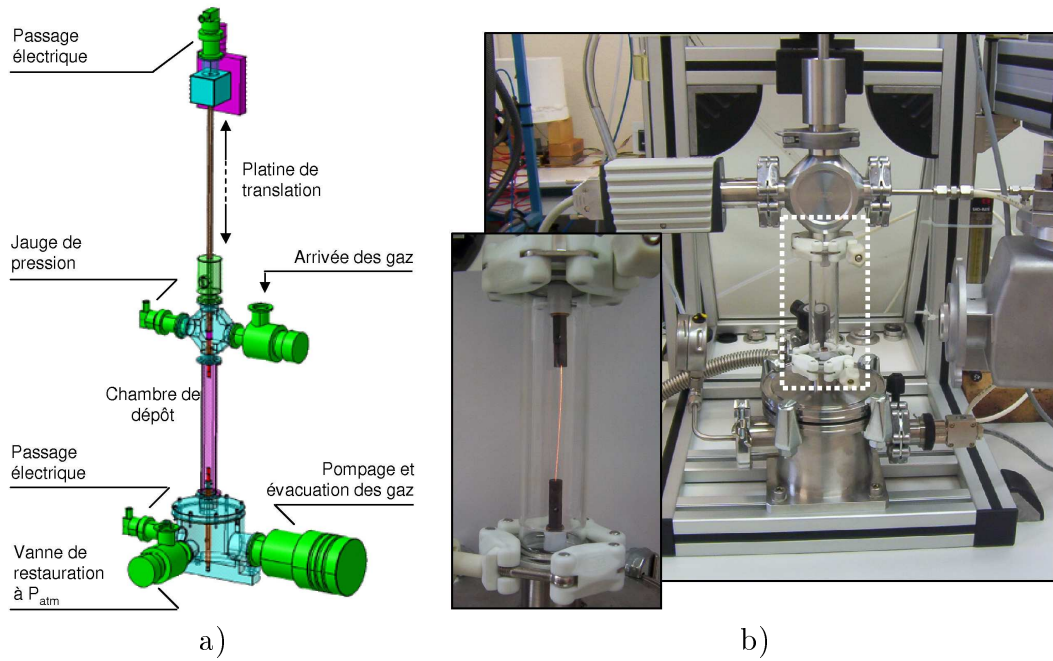 Passage
électrique
Platine de
translation
Jauge de
pression
Arrivée des gaz
Chambre de
dépôt
Passage
électrique
Pompage et
évacuation des gaz
Vanne de
restauration
à Patm
a)
b)